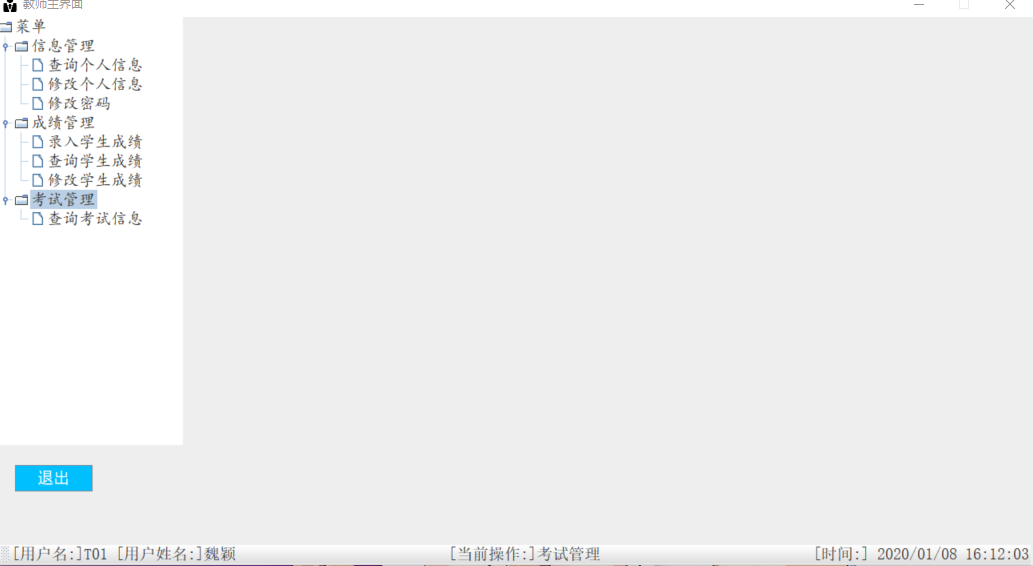 教师主界面
菜单
信息管理
查询个人信息
修改个人信息
修改密码
成绩管理
录入学生成绩
查询学生成绩
修改学生成绩
考试管理
查询考试信息
退出
[用户名:]T01 [用户姓名:]魏颖 [当前操作:]考试管理 [时间:] 2020/01/08 16:12:03